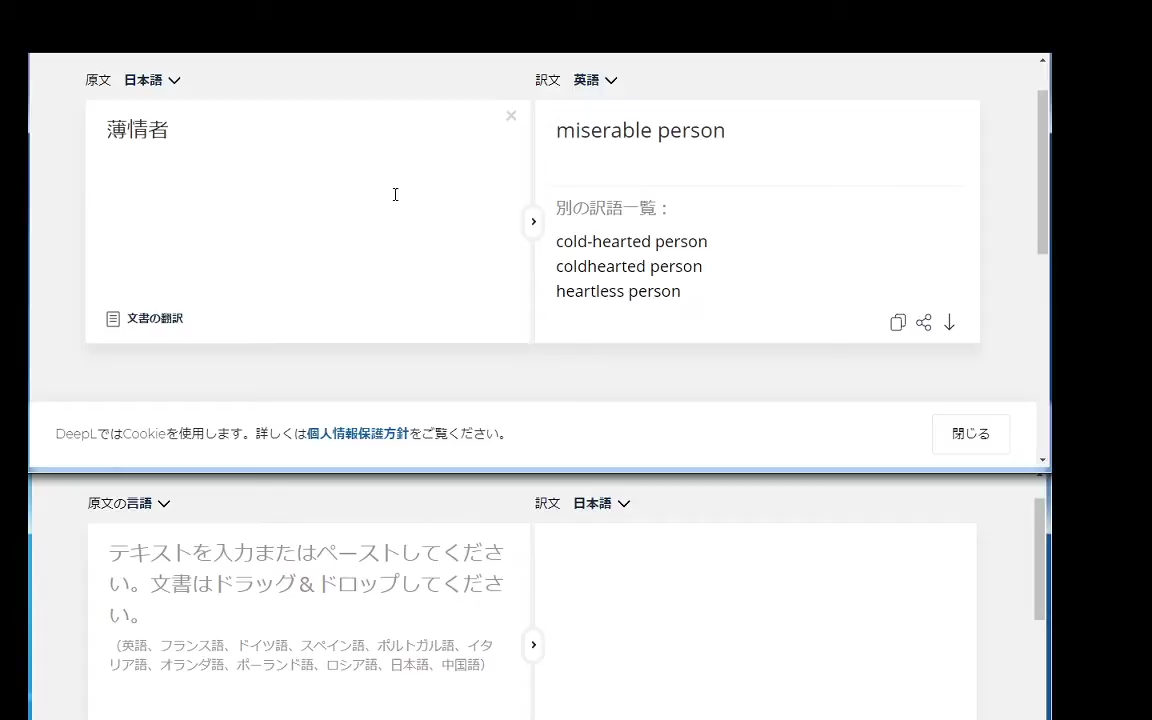 原文 日本語
訳文 英語
薄情者
miserable person
別の訳語一覧：
cold-hearted person
coldhearted person
heartless person
文書の翻訳
DeepLではCookieを使用します。詳しくは個人情報保護方針をご覧ください。
閉じる
原文の言語
訳文 日本語
テキストを入力またはペーストしてくださ
い。文書はドラッグ＆ドロップしてくださ
い。
（英語、フランス語、ドイツ語、スペイン語、ポルトガル語、イタ
リア語、オランダ語、ポーランド語、ロシア語、日本語、中国語）